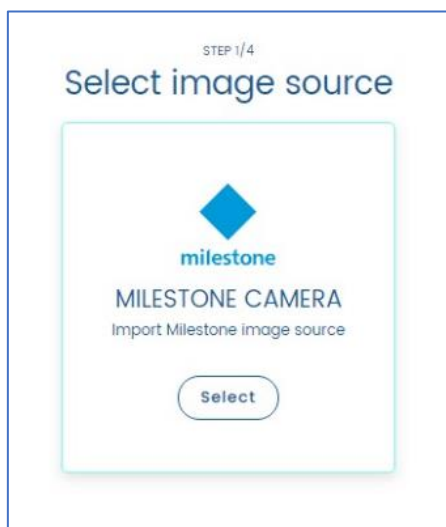 STEP 1/4
Select image source
milestone
MILESTONE CAMERA
Import Milestone image source
Select